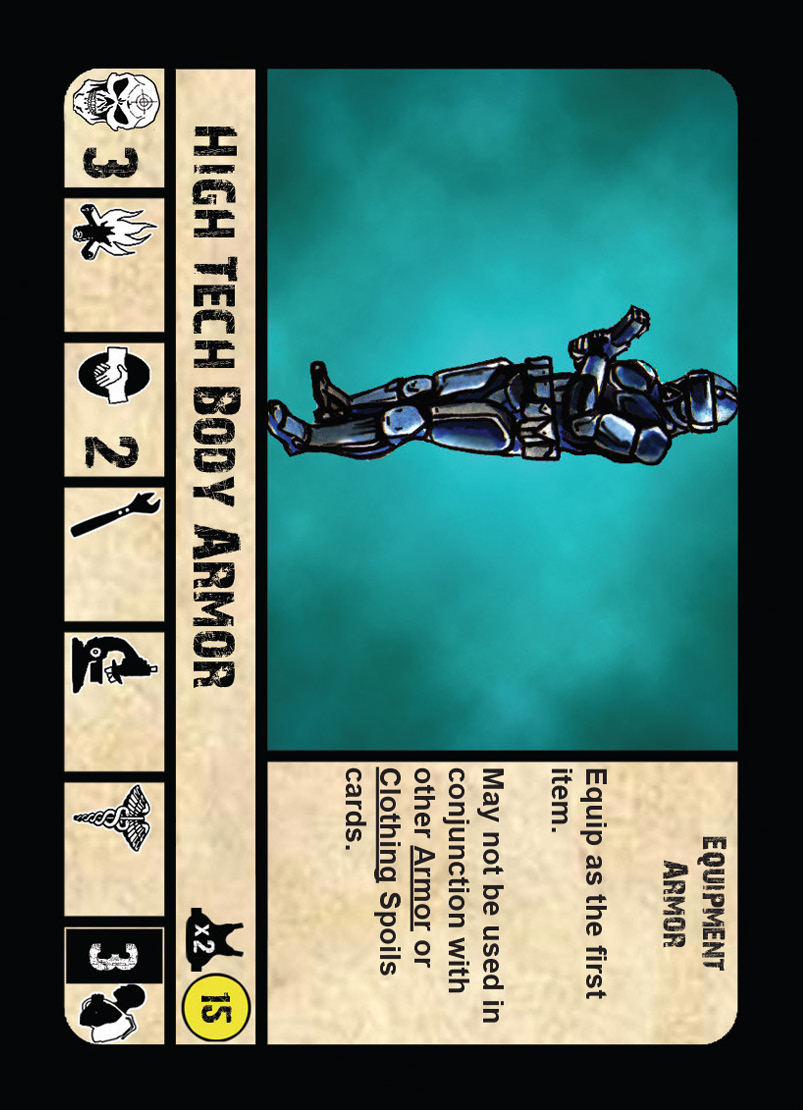 Equipment
Armor
Equip as the first
item.
May not be used in
conjunction with
other Armor or
Clothing Spoils
cards.
High Tech Body Armor
x2
15
3
2
3